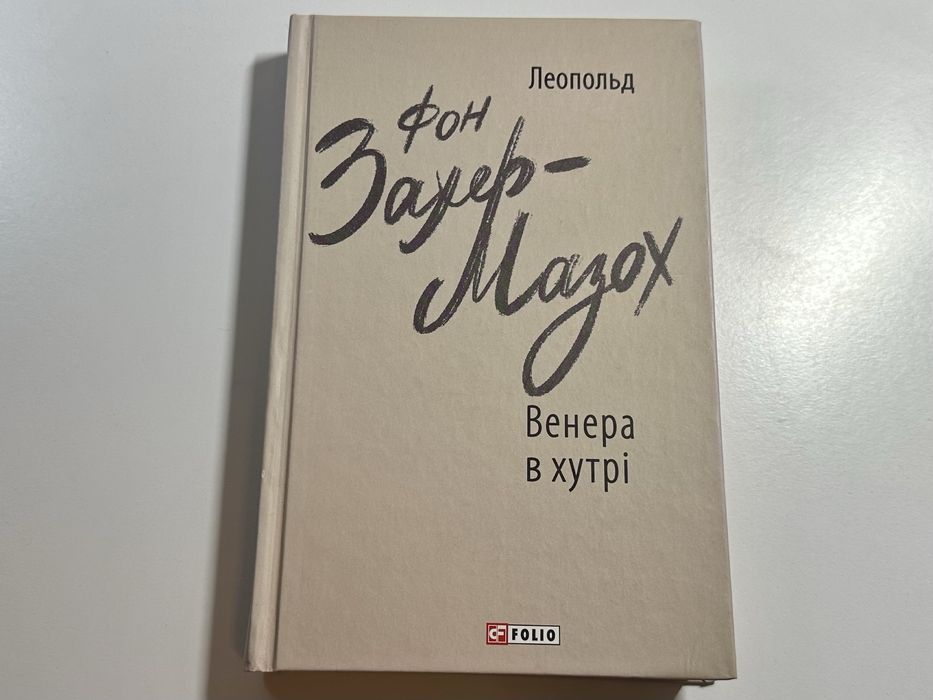 Леопольд
фон
Захер-
Мазох
Венера
в хутрі
FOLIO